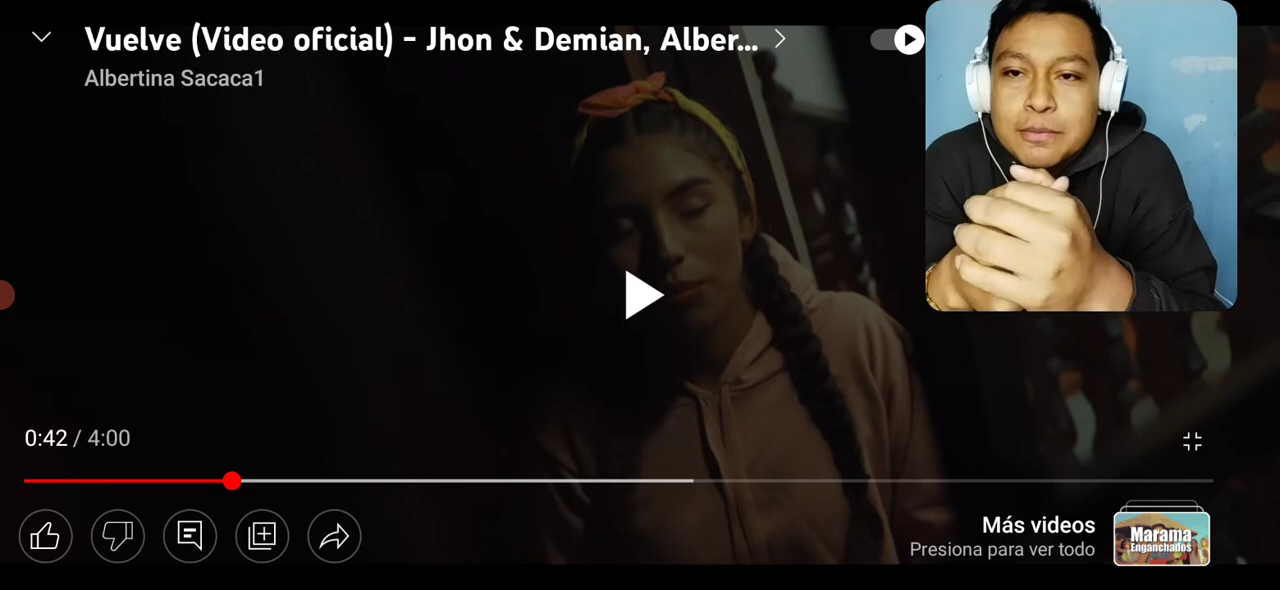 Vuelve (Video oficial) - Jhon & Demian, Alber...
Albertina Sacaca1
0:42 / 4:00
Más videos
Presiona para ver todo
Marama
Enganchados